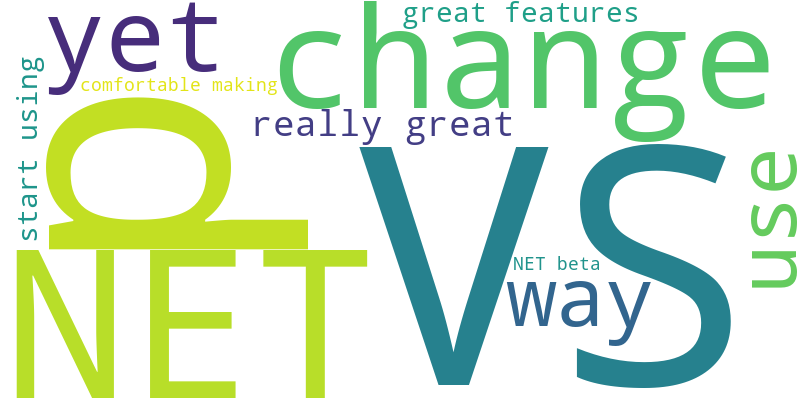 yet
great features
change
comfortable making
start using
really great
p
VS
use
NET
NET beta
way